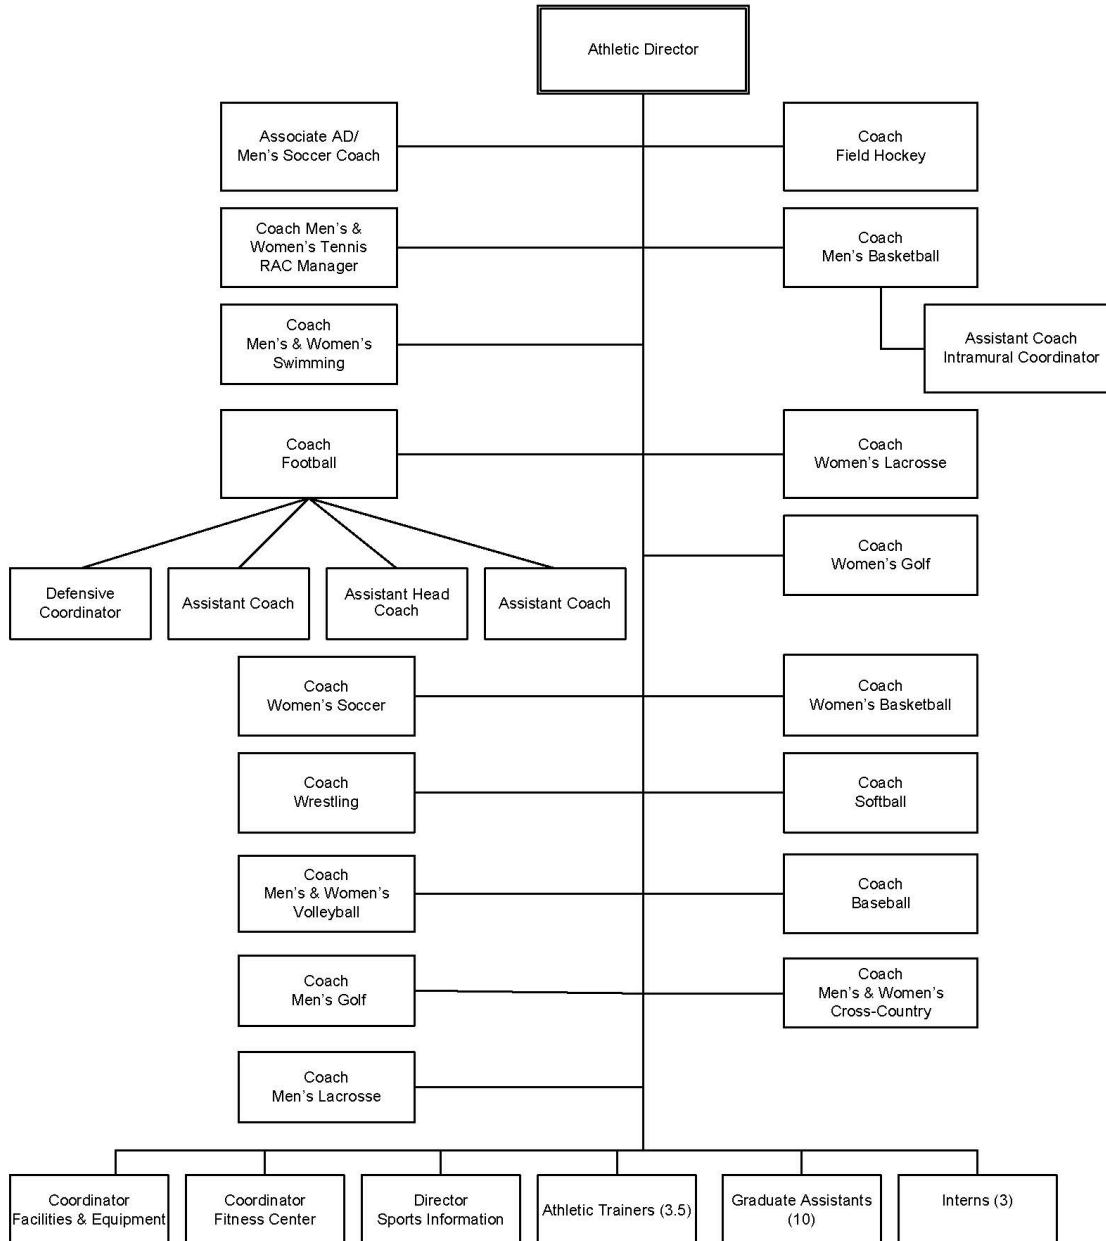 Athletic Director
Associate AD/
Men's Soccer Coach
Coach
Field Hockey
Coach Men's &
Women's Tennis
RAC Manager
Coach
Men's Basketball
Coach
Men's & Women's
Swimming
Assistant Coach
Intramural Coordinator
Coach
Football
Coach
Women's Lacrosse
Coach
Women's Golf
Defensive
Coordinator
Assistant Coach
Assistant Head
Coach
Assistant Coach
Coach
Women's Soccer
Coach
Women's Basketball
Coach
Wrestling
Coach
Softball
Coach
Men's & Women's
Volleyball
Coach
Baseball
Coach
Men's Golf
Coach
Men's & Women's
Cross-Country
Coach
Men's Lacrosse
Coordinator
Facilities & Equipment
Coordinator
Fitness Center
Director
Sports Information
Athletic Trainers (3.5)
Graduate Assistants
(10)
Interns (3)